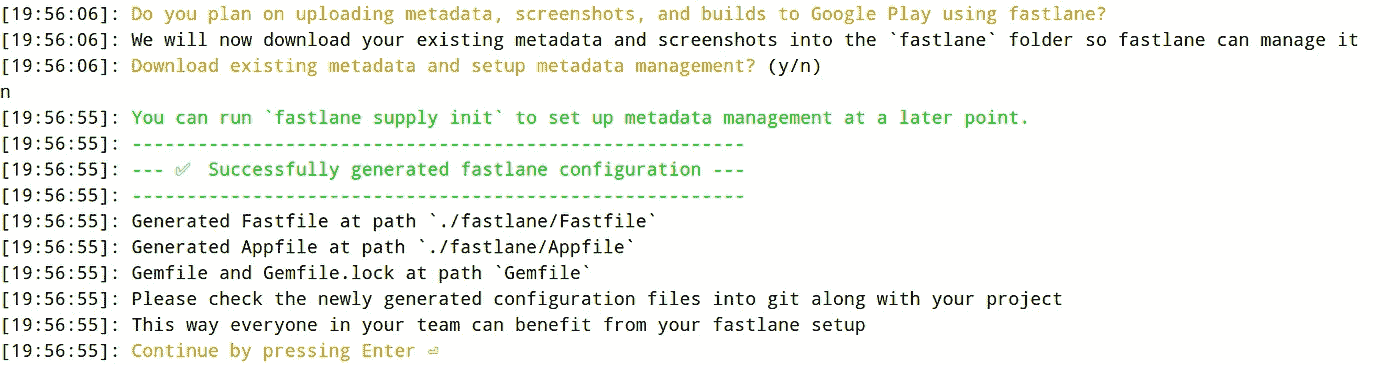 [19:56:06]: Do you plan on uploading metadata, screenshots, and builds to Google Play using fastlane?
[19:56:06]: We will now download your existing metadata and screenshots into the `fastlane` folder so fastlane can manage it
[19:56:06]: Download existing metadata and setup metadata management? (y/n)
n
[19:56:55]: You can run `fastlane supply init` to set up metadata management at a later point.
[19:56:55]: --------------------------------------------------------
[19:56:55]: --- ✅  Successfully generated fastlane configuration ---
[19:56:55]: --------------------------------------------------------
[19:56:55]: Generated Fastfile at path `./fastlane/Fastfile`
[19:56:55]: Generated Appfile at path `./fastlane/Appfile`
[19:56:55]: Gemfile and Gemfile.lock at path `Gemfile`
[19:56:55]: Please check the newly generated configuration files into git along with your project
[19:56:55]: This way everyone in your team can benefit from your fastlane setup
[19:56:55]: Continue by pressing Enter ⏎